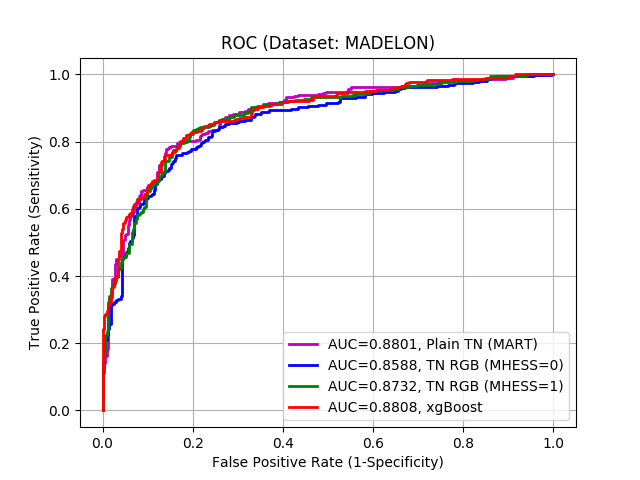 ROC (Dataset: MADELON)
True Positive Rate (Sensitivity)
1.0
0.8
0.6
0.4
0.2
0.0
AUC=0.8801, Plain TN (MART)
AUC=0.8588, TN RGB (MHESS=0)
AUC=0.8732, TN RGB (MHESS=1)
AUC=0.8808, xgBoost
0.0 0.2 0.4 0.6 0.8 1.0
False Positive Rate (1-Specificity)